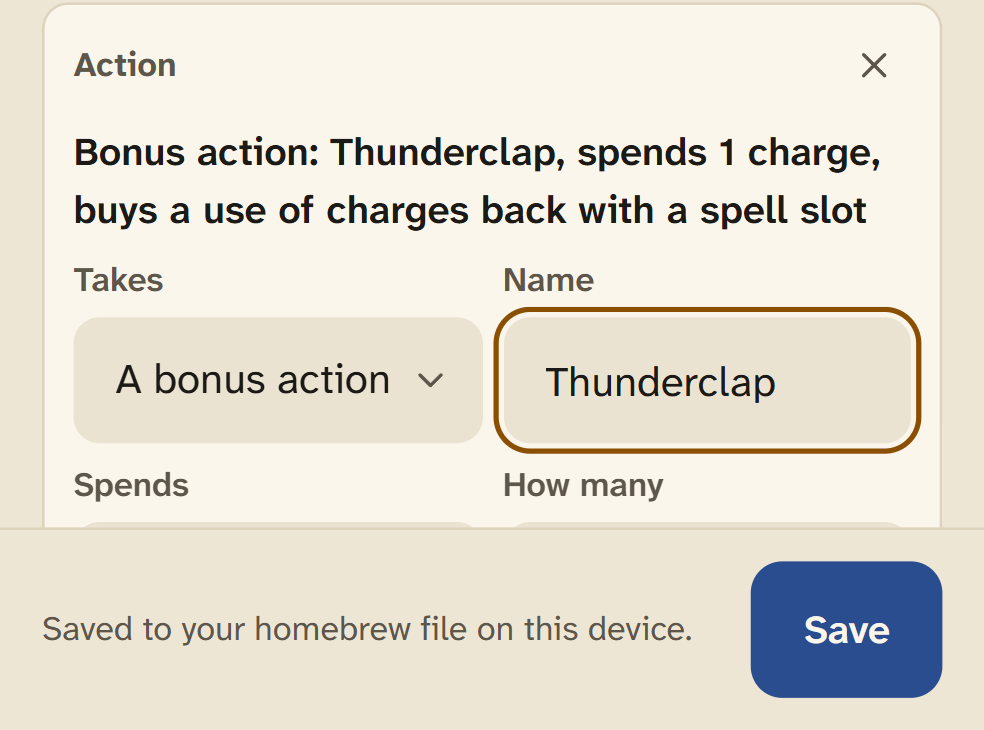 Action
Bonus action: Thunderclap, spends 1 charge,
buys a use of charges back with a spell slot
Takes
Name
A bonus action
Thunderclap
Spends
How many
Saved to your homebrew file on this device.
Save